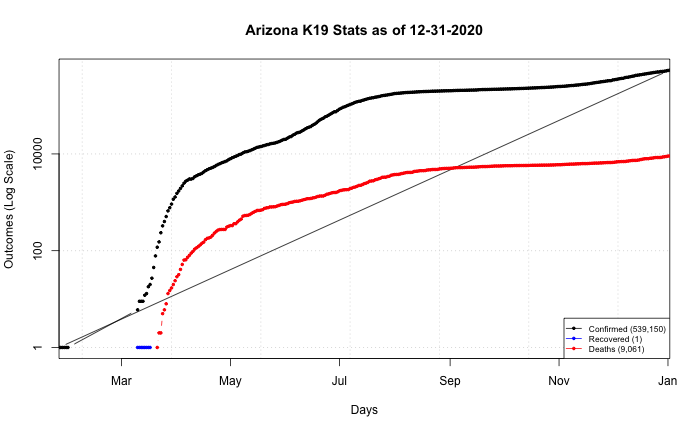 Arizona K19 Stats as of 12-31-2020
Outcomes (Log Scale)
10000
100
1
Confirmed (539,150)
Recovered (1)
Deaths (9,061)
Mar May Jul Sep Nov Jan
Days